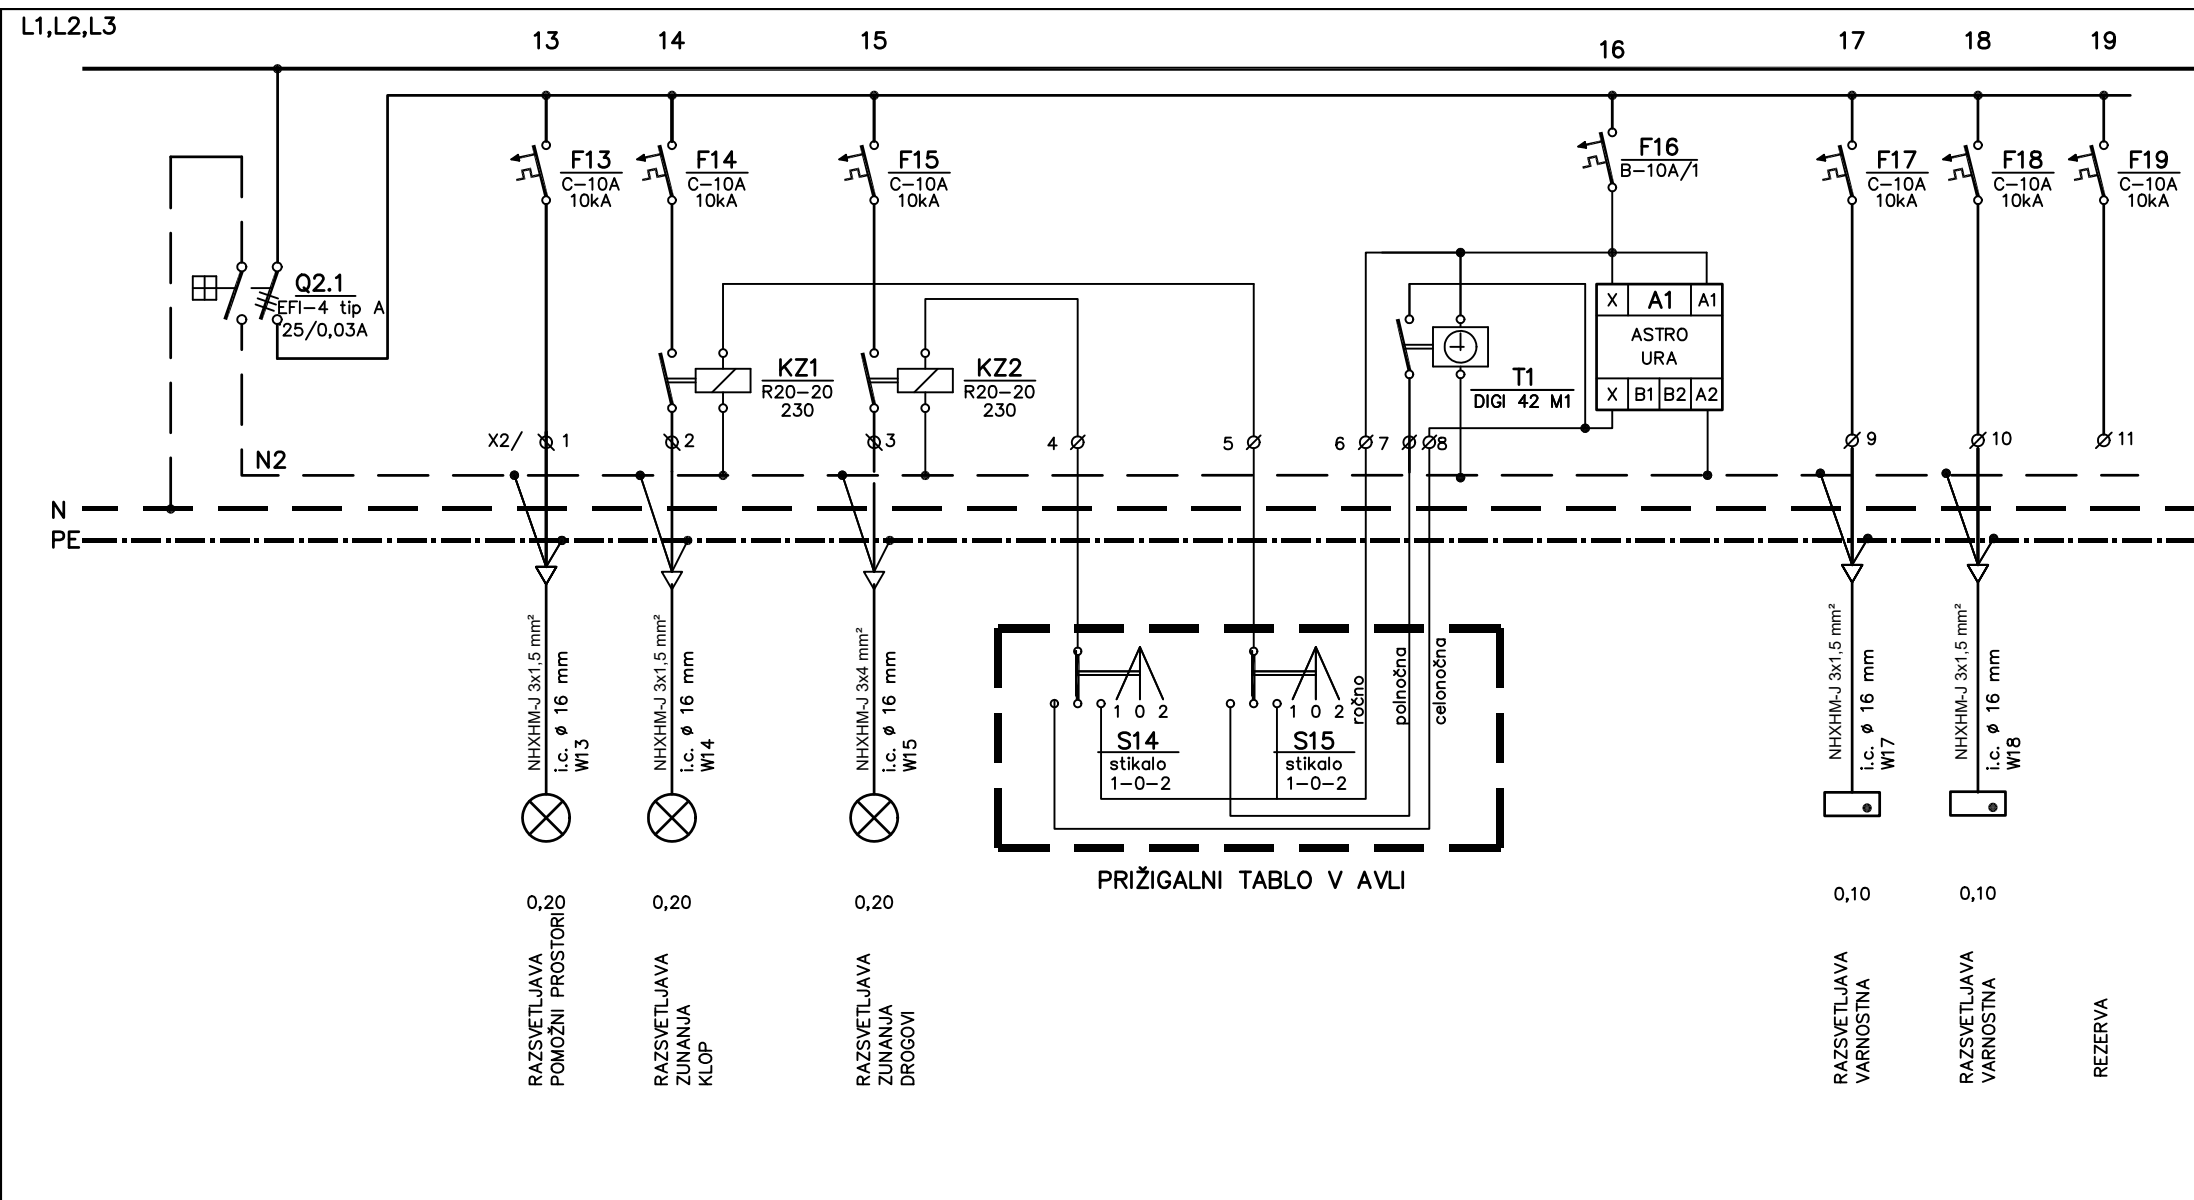 L1,L2,L3
13
14
15
16
17
18
19
F13
C-10A
10kA
F14
C-10A
10kA
F15
C-10A
10kA
F16
B-10A/1
F17
C-10A
10kA
F18
C-10A
10kA
F19
C-10A
10kA
Q2.1
EFI-4 tip A
25/0,03A
KZ1
R20-20
230
KZ2
R20-20
230
T1
DIGI 42 M1
X A1 A1
ASTRO
URA
X B1 B2 A2
X2/ 1
2
3
4
5
6
7
8
9
10
11
N2
N
PE
NHXHM-J 3x1,5 mm²
i.c. ø 16 mm
W13
NHXHM-J 3x1,5 mm²
i.c. ø 16 mm
W14
NHXHM-J 3x4 mm²
i.c. ø 16 mm
W15
1 0 2
S14
stikalo
1-0-2
1 0 2
S15
stikalo
1-0-2
ročno
polnočna
celonočna
PRIŽIGALNI TABLO V AVLI
NHXHM-J 3x1,5 mm²
i.c. ø 16 mm
W17
NHXHM-J 3x1,5 mm²
i.c. ø 16 mm
W18
0,20
0,20
0,20
0,10
0,10
RAZSVETLJAVA
POMOŽNI PROSTORI
RAZSVETLJAVA
ZUNANJA
KLOP
RAZSVETLJAVA
ZUNANJA
DROGOVI
RAZSVETLJAVA
VARNOSTNA
RAZSVETLJAVA
VARNOSTNA
REZERVA